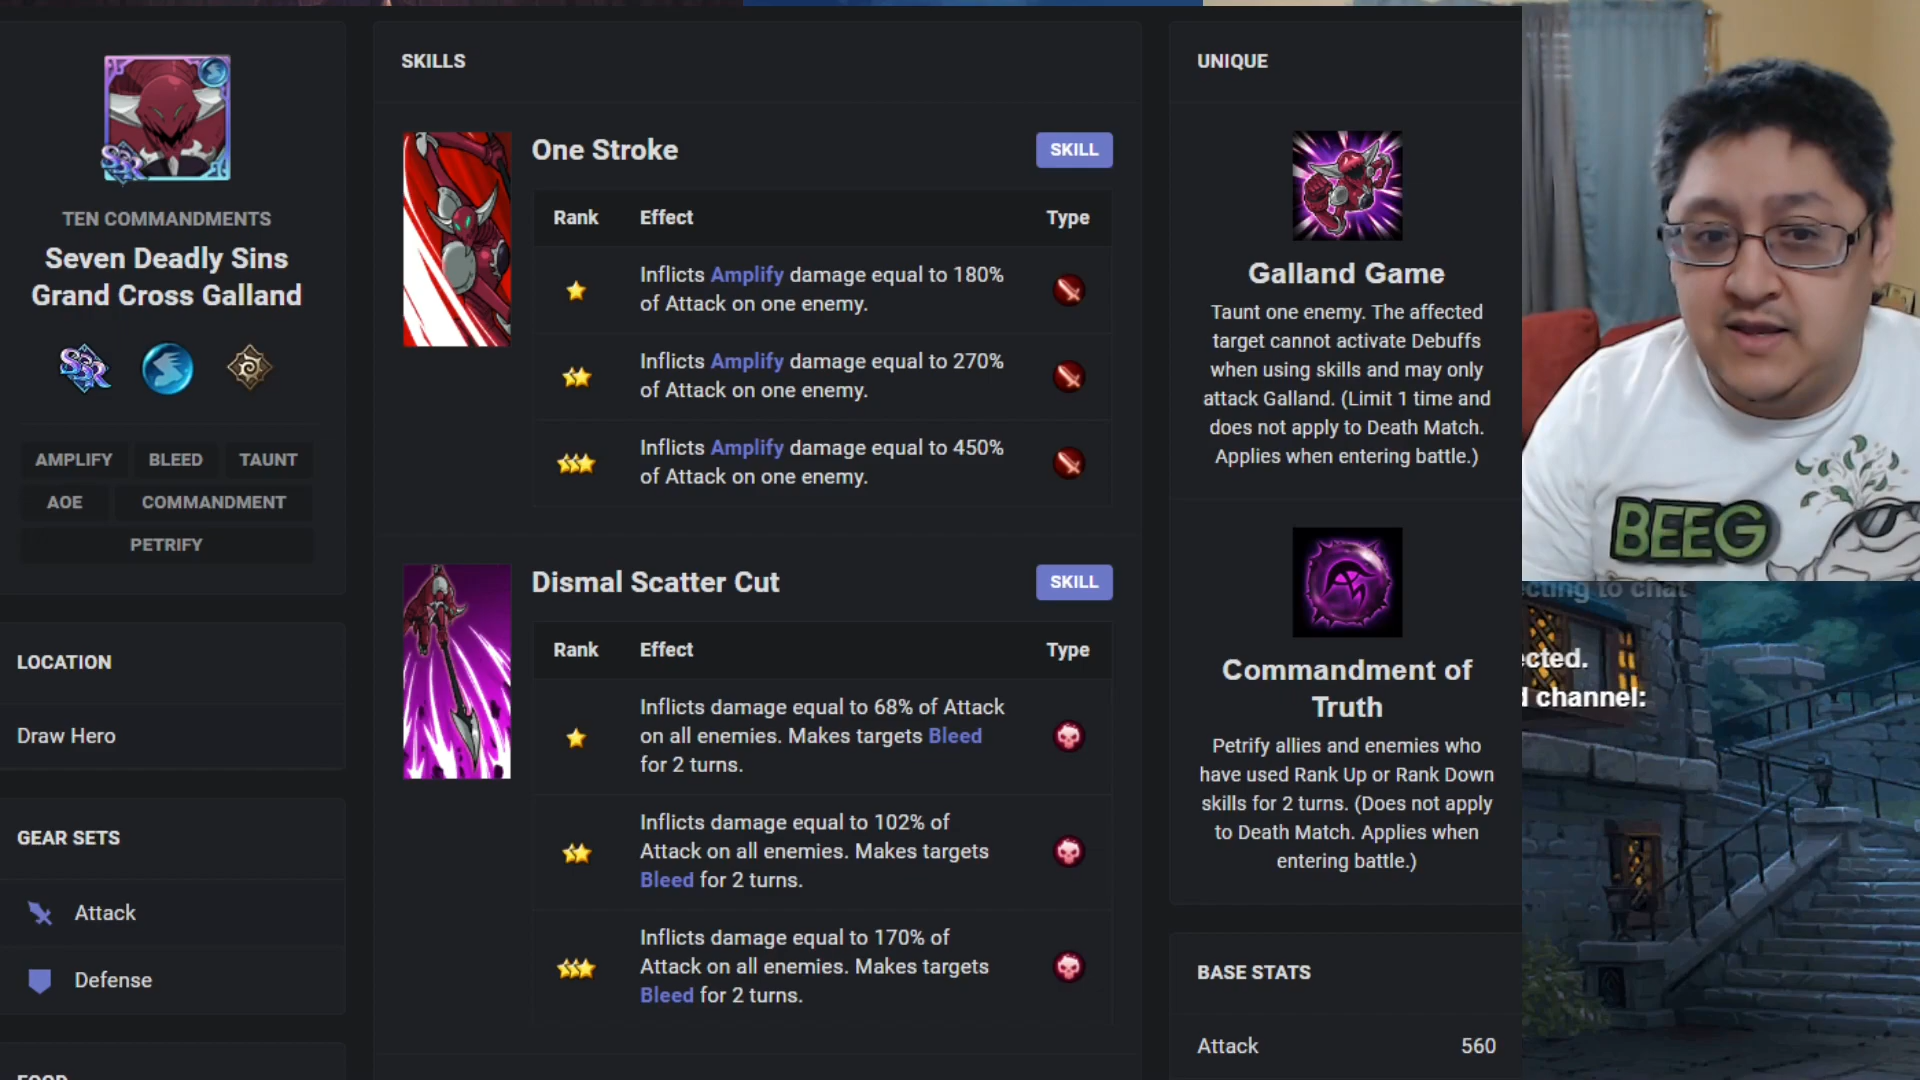 SSR
TEN COMMANDMENTS
Seven Deadly Sins
Grand Cross Galland
SSR
AMPLIFY
BLEED
TAUNT
AOE
COMMANDMENT
PETRIFY
LOCATION
Draw Hero
GEAR SETS
Attack
Defense
SKILLS
One Stroke
SKILL
Rank
Effect
Type
Inflicts Amplify damage equal to 180%
of Attack on one enemy.
Inflicts Amplify damage equal to 270%
of Attack on one enemy.
Inflicts Amplify damage equal to 450%
of Attack on one enemy.
Dismal Scatter Cut
SKILL
Rank
Effect
Type
Inflicts damage equal to 68% of Attack
on all enemies. Makes targets Bleed
for 2 turns.
Inflicts damage equal to 102% of
Attack on all enemies. Makes targets
Bleed for 2 turns.
Inflicts damage equal to 170% of
Attack on all enemies. Makes targets
Bleed for 2 turns.
UNIQUE
Galland Game
Taunt one enemy. The affected
target cannot activate Debuffs
when using skills and may only
attack Galland. (Limit 1 time and
does not apply to Death Match.
Applies when entering battle.)
Commandment of
Truth
Petrify allies and enemies who
have used Rank Up or Rank Down
skills for 2 turns. (Does not apply
to Death Match. Applies when
entering battle.)
BASE STATS
Attack
560
BEEG
cting to chat
cted.
channel: